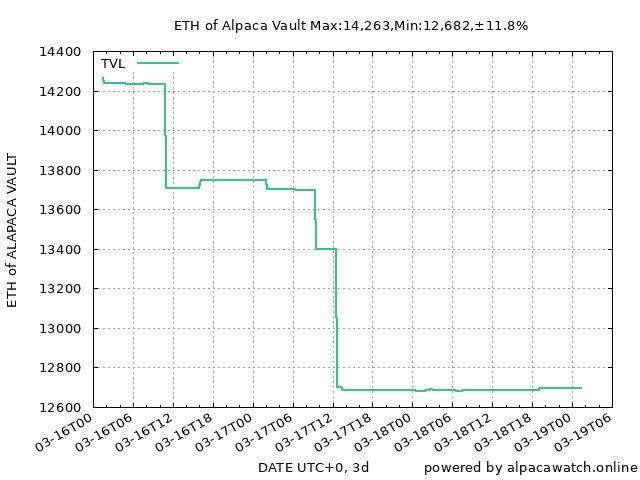 ETH of Alpaca Vault Max:14,263,Min:12,682,±11.8%
TVL
14400
14200
14000
13800
13600
13400
13200
13000
12800
12600
ETH of ALAPACA VAULT
03-16T00
03-16T06
03-16T12
03-16T18
03-17T00
03-17T06
03-17T12
03-17T18
03-18T00
03-18T06
03-18T12
03-18T18
03-19T00
03-19T06
DATE UTC+0, 3d
powered by alpacawatch.online